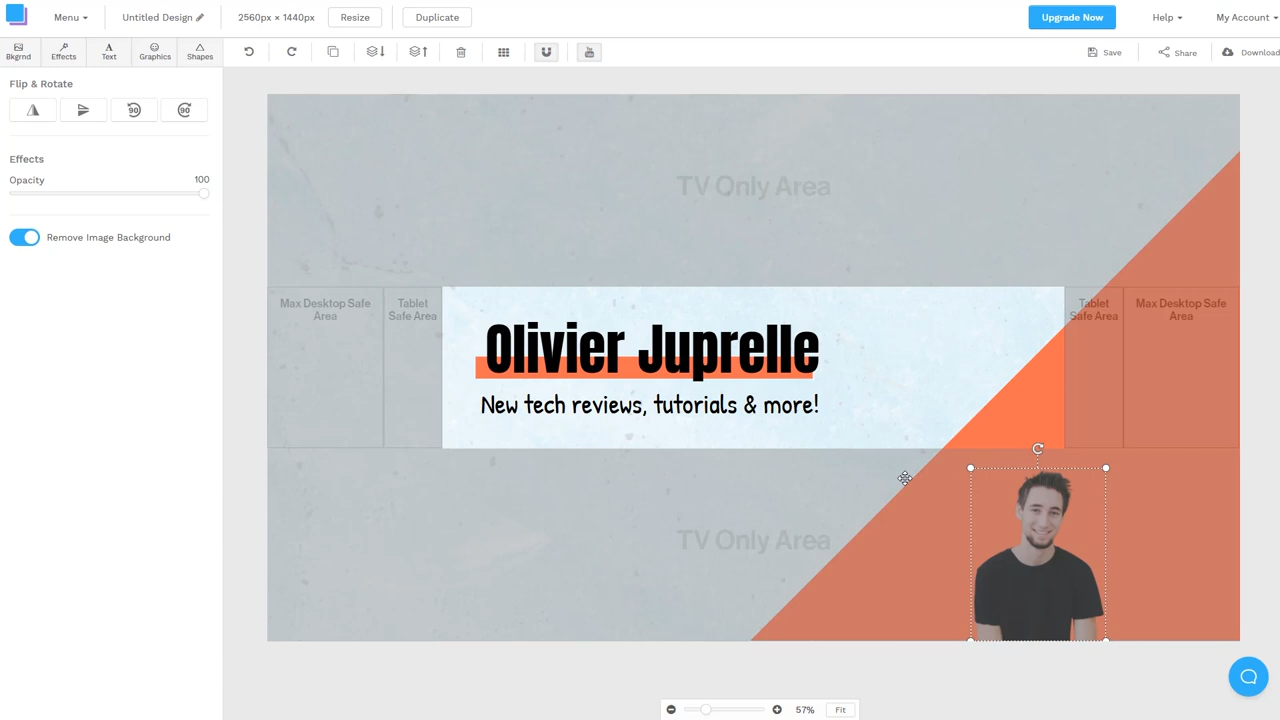 Menu
Untitled Design
2560px × 1440px
Resize
Duplicate
Upgrade Now
Help
My Account
Bkgrnd
Effects
Text
Graphics
Shapes
Save
Share
Download
Flip & Rotate
90
90
Effects
Opacity
100
Remove Image Background
TV Only Area
Max Desktop Safe
Area
Tablet
Safe Area
Tablet
Safe Area
Max Desktop Safe
Area
Olivier Juprelle
New tech reviews, tutorials & more!
TV Only Area
57%
Fit